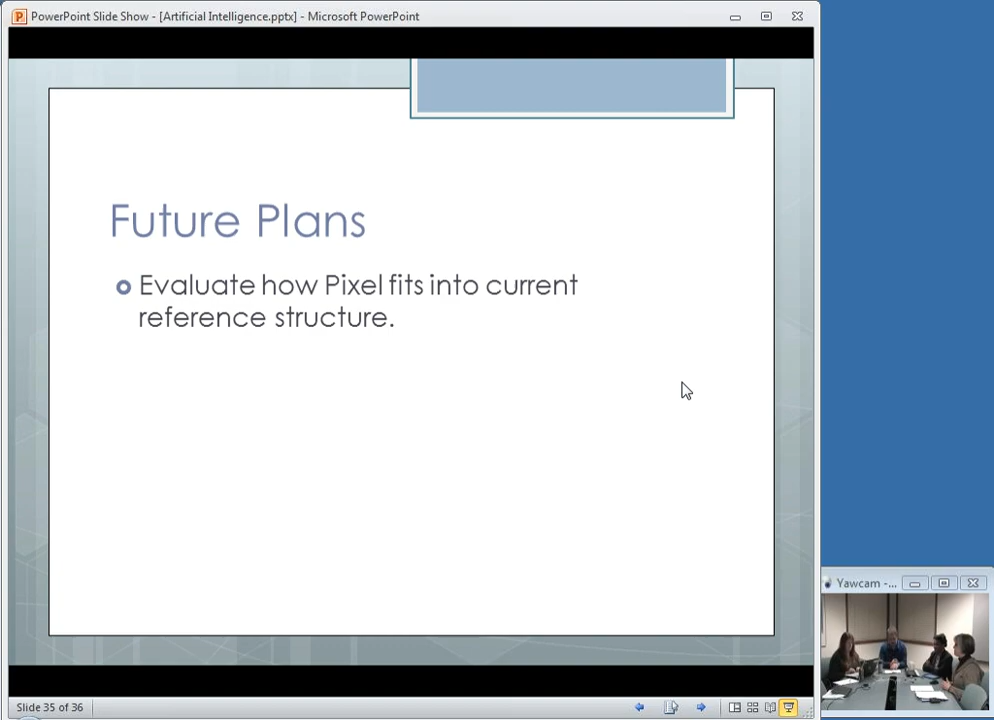 PowerPoint Slide Show - [Artificial Intelligence.pptx] - Microsoft PowerPoint
Future Plans
Evaluate how Pixel fits into current
reference structure.
Yawcam -...
Slide 35 of 36